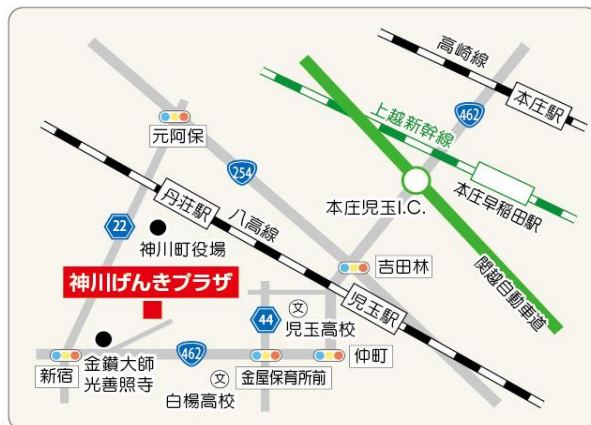 高崎線
本庄駅
462
上越新幹線
本庄早稲田駅
元阿保
254
本庄児玉I.C.
関越自動車道
丹荘駅
八高線
22
神川町役場
吉田林
神川げんきプラザ
児玉駅
44
児玉高校
文
金鑚大師
光善照寺
462
新宿
金屋保育所前
仲町
文
白楊高校